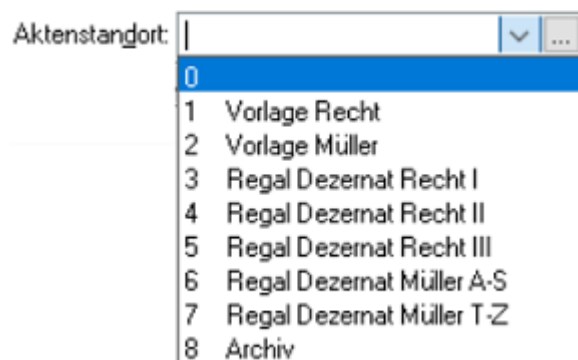 Aktenstandort:
...
0
1 Vorlage Recht
2 Vorlage Müller
3 Regal Dezernat Recht I
4 Regal Dezernat Recht II
5 Regal Dezernat Recht III
6 Regal Dezernat Müller A-S
7 Regal Dezernat Müller T-Z
8 Archiv